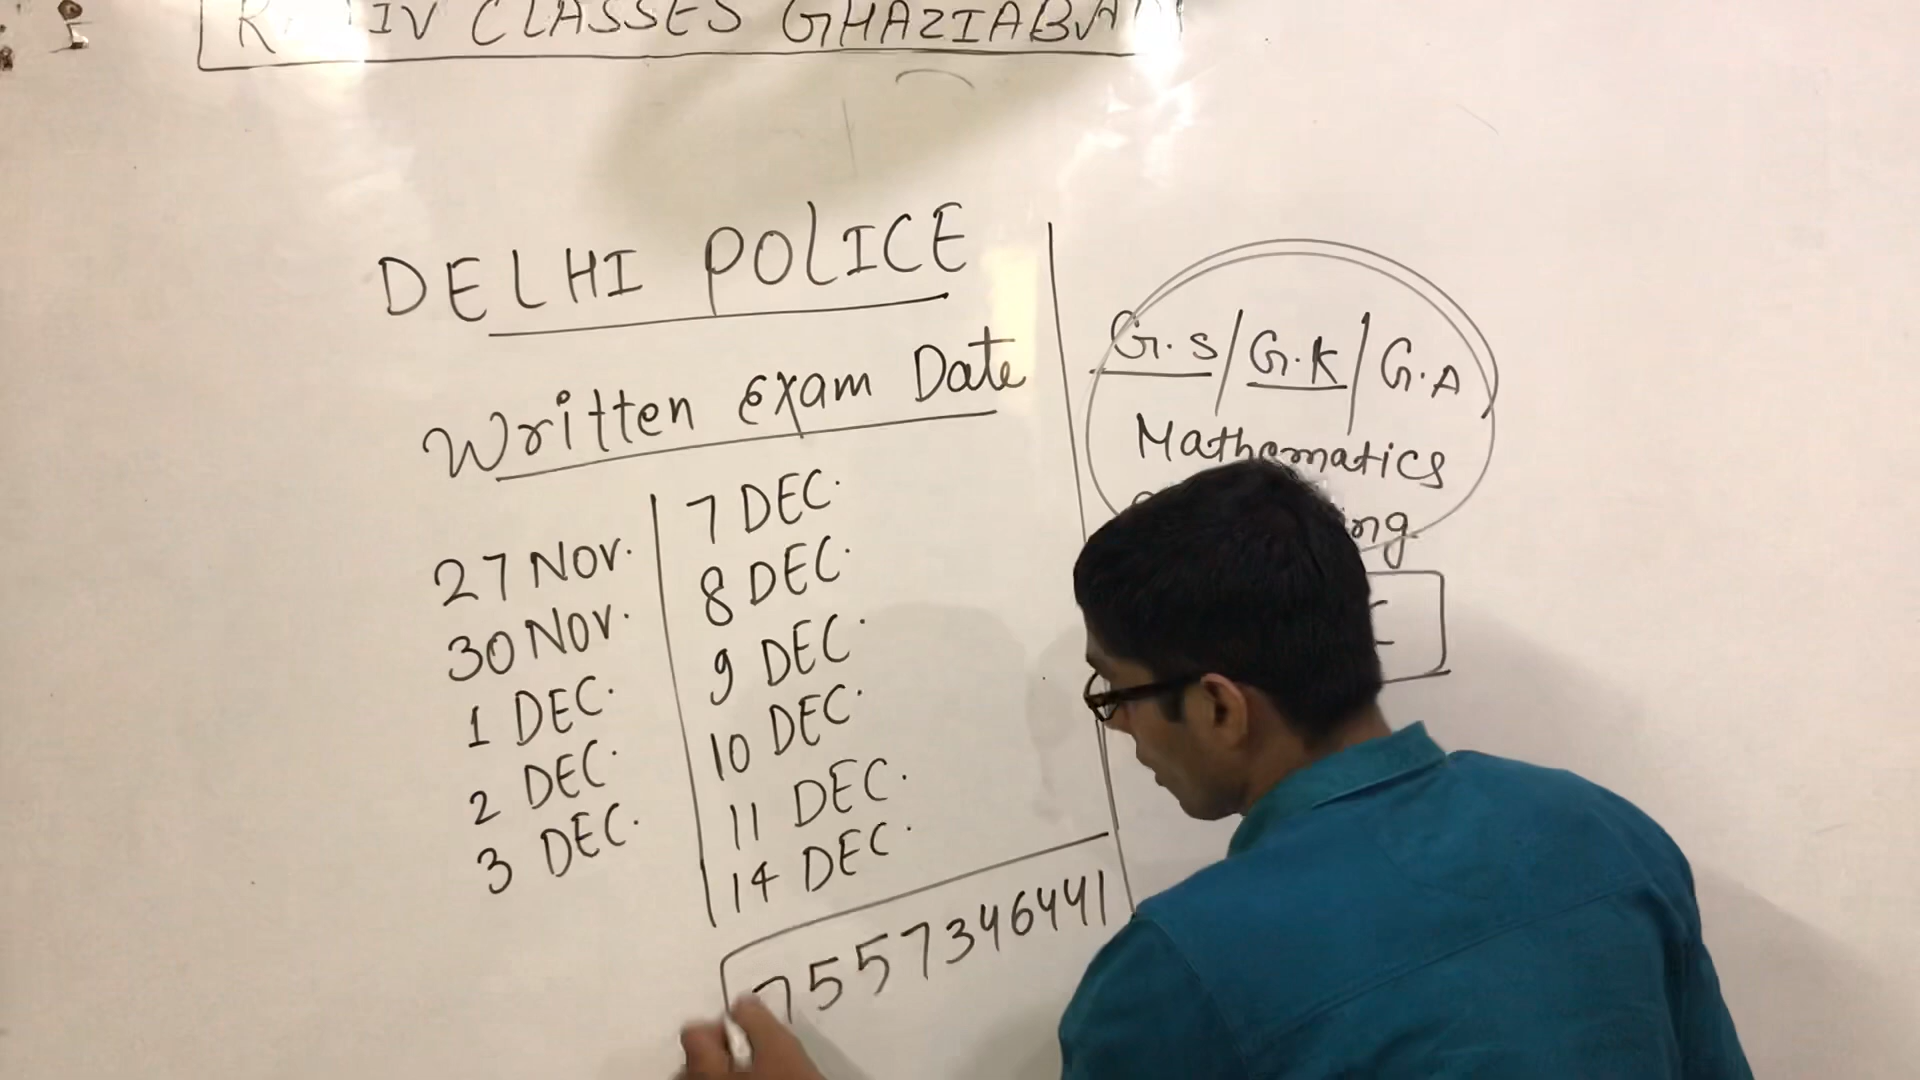 IV CLASSES GHAZIABAD
DELHI POLICE
Written Exam Date
27 NOV.
30 NOV.
1 DEC.
2 DEC.
3 DEC.
7 DEC.
8 DEC.
9 DEC.
10 DEC.
11 DEC.
14 DEC.
7557346441
G.S/G.K/G.A
Mathematics